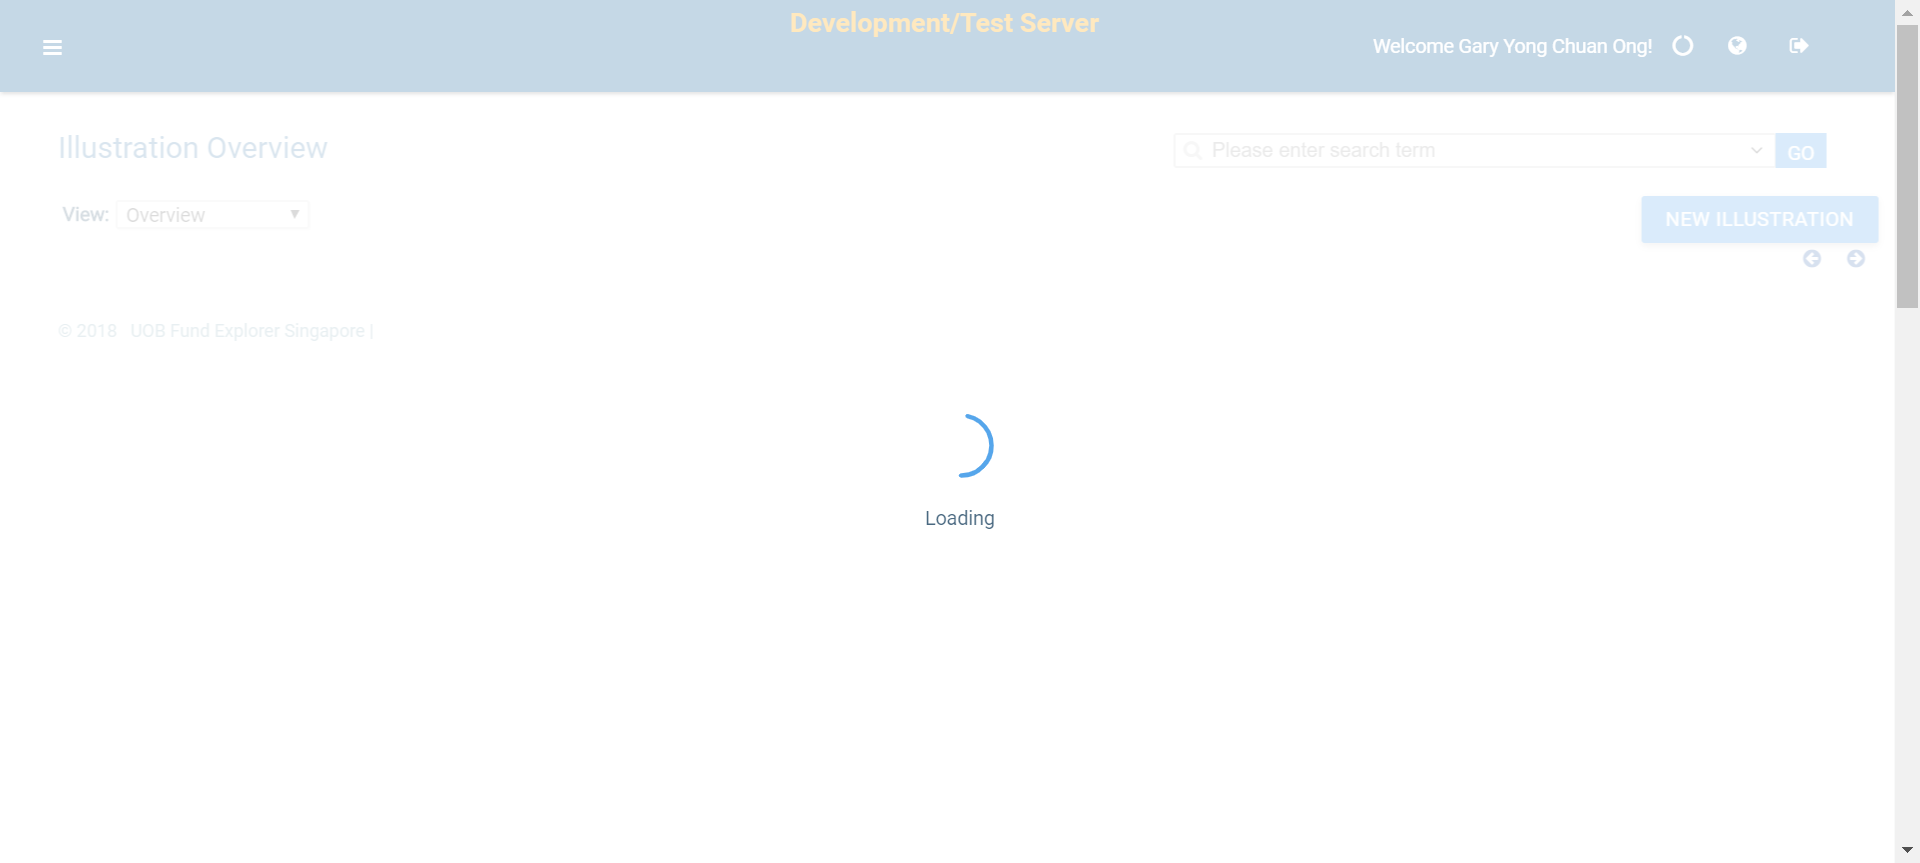 Development/Test Server
Welcome Gary Yong Chuan Ong!
Illustration Overview
Please enter search term
GO
View: Overview
NEW ILLUSTRATION
© 2018 UOB Fund Explorer Singapore |
Loading